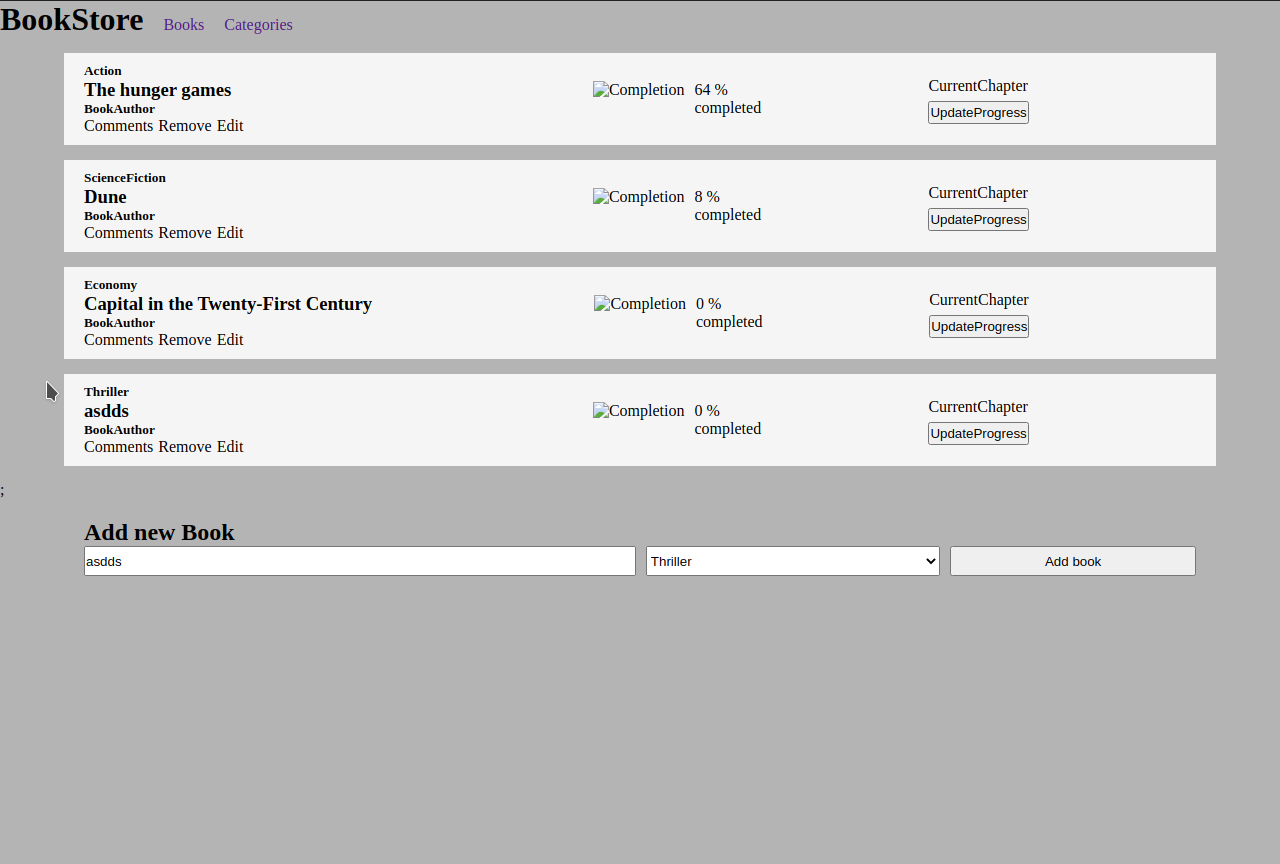 BookStore Books Categories
Action
The hunger games
BookAuthor
Comments Remove Edit
Completion
64 %
completed
CurrentChapter
UpdateProgress
ScienceFiction
Dune
BookAuthor
Comments Remove Edit
Completion
8 %
completed
CurrentChapter
UpdateProgress
Economy
Capital in the Twenty-First Century
BookAuthor
Comments Remove Edit
Completion
0 %
completed
CurrentChapter
UpdateProgress
Thriller
asdds
BookAuthor
Comments Remove Edit
Completion
0 %
completed
CurrentChapter
UpdateProgress
;
Add new Book
asdds Thriller Add book